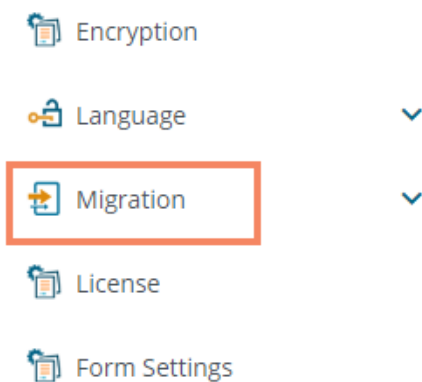 Encryption
Language
Migration
License
Form Settings